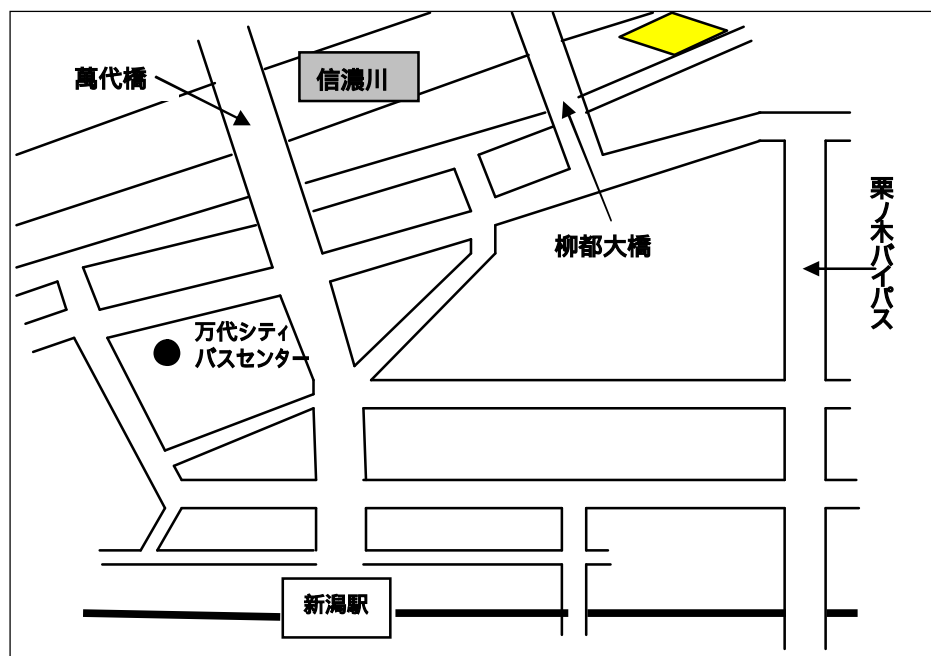 萬代橋
信濃川
柳都大橋
栗ノ木バイパス
万代シティ
バスセンター
新潟駅